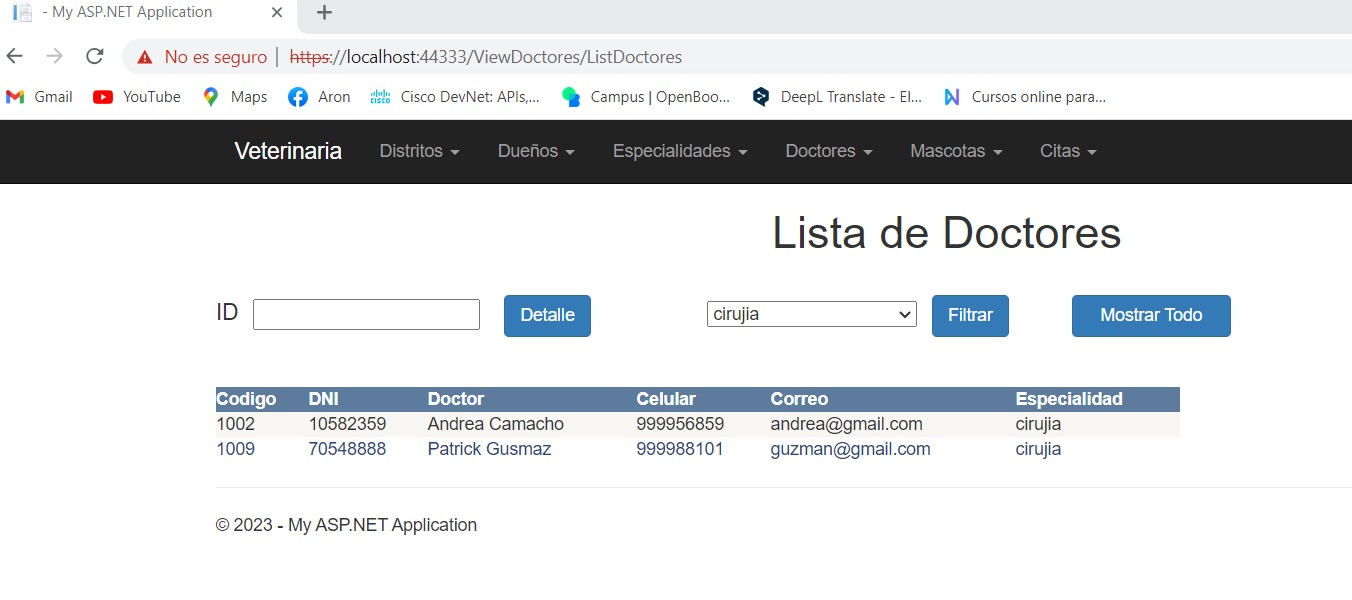 - My ASP.NET Application
No es seguro | https://localhost:44333/ViewDoctores/ListDoctores
Gmail YouTube Maps Aron Cisco DevNet: APIs,... Campus | OpenBoo... DeepL Translate - El... Cursos online para...
Veterinaria Distritos Dueños Especialidades Doctores Mascotas Citas
Lista de Doctores
ID Detalle cirujia Filtrar Mostrar Todo
Codigo DNI Doctor Celular Correo Especialidad
1002 10582359 Andrea Camacho 999956859 andrea@gmail.com cirujia
1009 70548888 Patrick Gusmaz 999988101 guzman@gmail.com cirujia
© 2023 - My ASP.NET Application